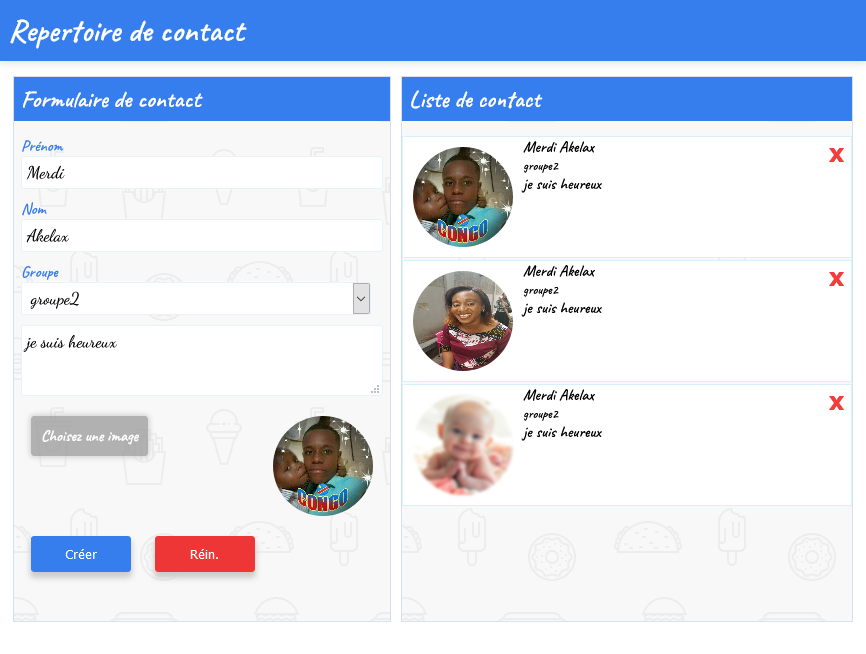 Repertoire de contact
Formulaire de contact
Prénom
Merdi
Nom
Akelax
Groupe
groupe2
je suis heureux
Choisez une image
CONGO
Créer
Réin.
Liste de contact
Merdi Akelax
groupe2
je suis heureux
X
CONGO
Merdi Akelax
groupe2
je suis heureux
X
Merdi Akelax
groupe2
je suis heureux
X